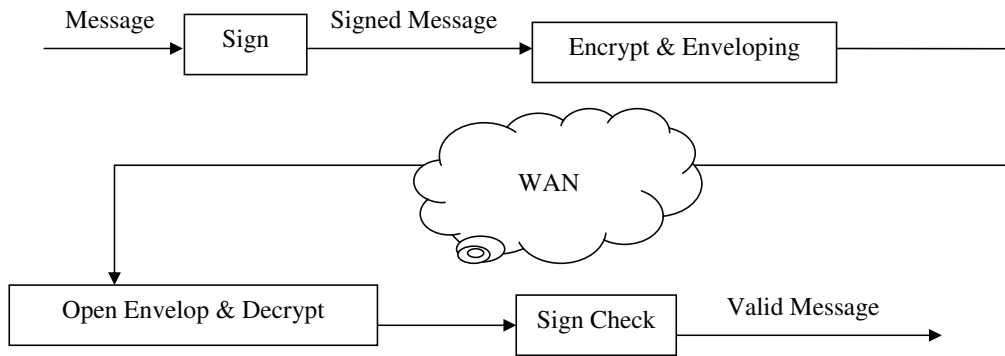 Message
Sign
Signed Message
Encrypt & Enveloping
WAN
Open Envelop & Decrypt
Sign Check
Valid Message